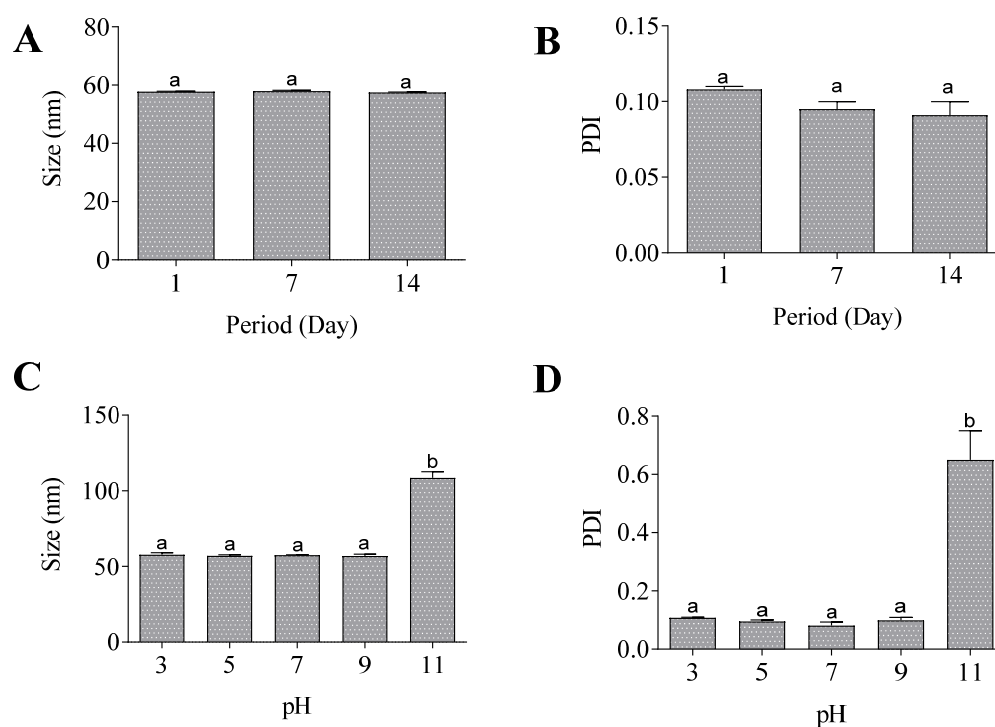 A
Size (nm)
80
60
40
20
0
a
a
a
1
7
14
Period (Day)
B
PDI
0.15
0.10
0.05
0.00
a
a
a
1
7
14
Period (Day)
C
Size (nm)
150
100
50
0
a
a
a
a
b
3
5
7
9
11
pH
D
PDI
0.8
0.6
0.4
0.2
0.0
a
a
a
a
b
3
5
7
9
11
pH